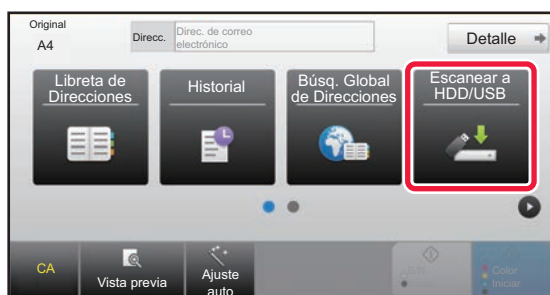 Original
A4
Direcc.
Direc. de correo
electrónico
Detalle
Libreta de
Direcciones
Historial
Búsq. Global
de Direcciones
Escanear a
HDD/USB
CA
Vista previa
Ajuste
auto
B/N
Color
Iniciar